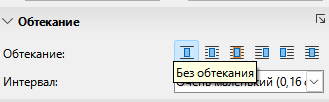 Обтекание
Обтекание:
Без обтекания
Интервал:
Очень маленький (0,16